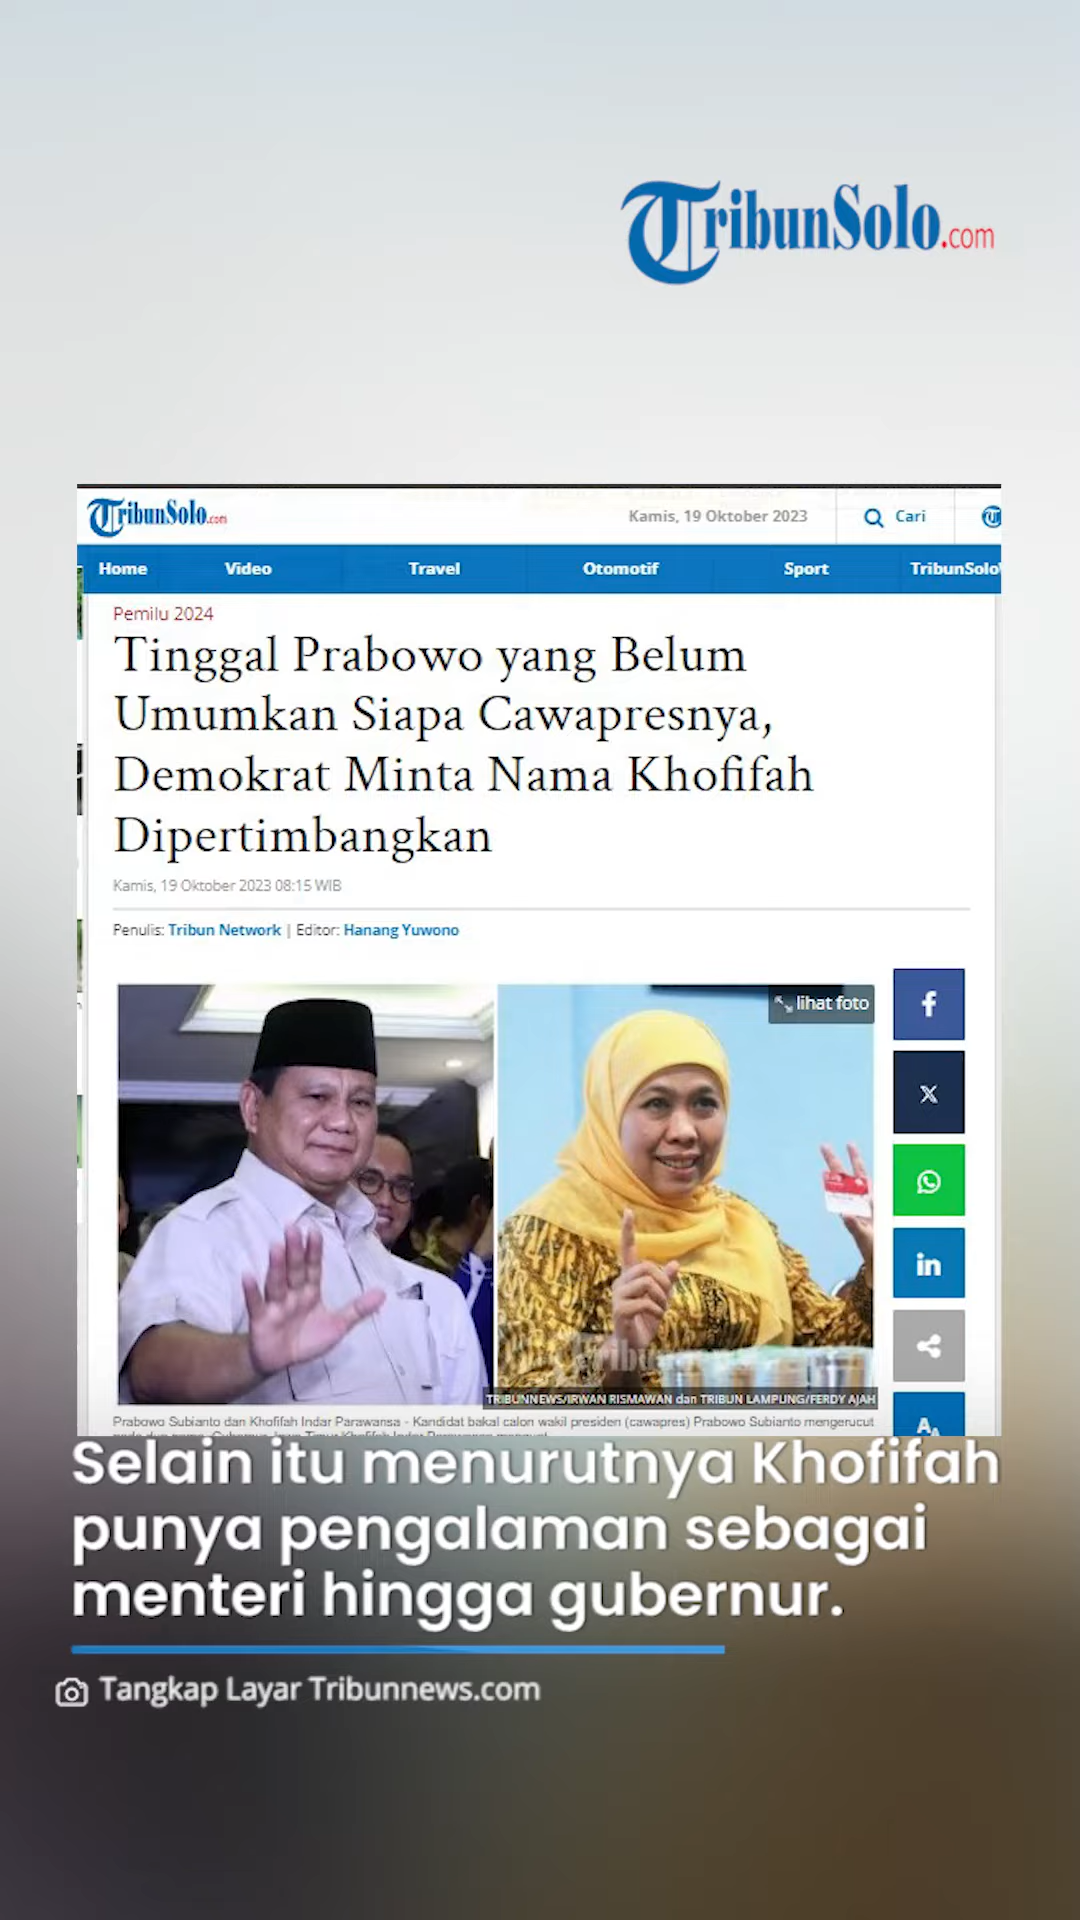 TribunSolo.com
TribunSolo.com
Kamis, 19 Oktober 2023
Cari
Home Video Travel Otomotif Sport TribunSolo
Pemilu 2024
Tinggal Prabowo yang Belum
Umumkan Siapa Cawapresnya,
Demokrat Minta Nama Khofifah
Dipertimbangkan
Kamis, 19 Oktober 2023 08:15 WIB
Penulis: Tribun Network | Editor: Hanang Yuwono
lihat foto
TRIBUNNEWS/IRWAN RISMAWAN dan TRIBUN LAMPUNG/FERDY AJAH
Prabowo Subianto dan Khofifah Indar Parawansa - Kandidat bakal calon wakil presiden (cawapres) Prabowo Subianto mengerucut
Selain itu menurutnya Khofifah
punya pengalaman sebagai
menteri hingga gubernur.
Tangkap Layar Tribunnews.com